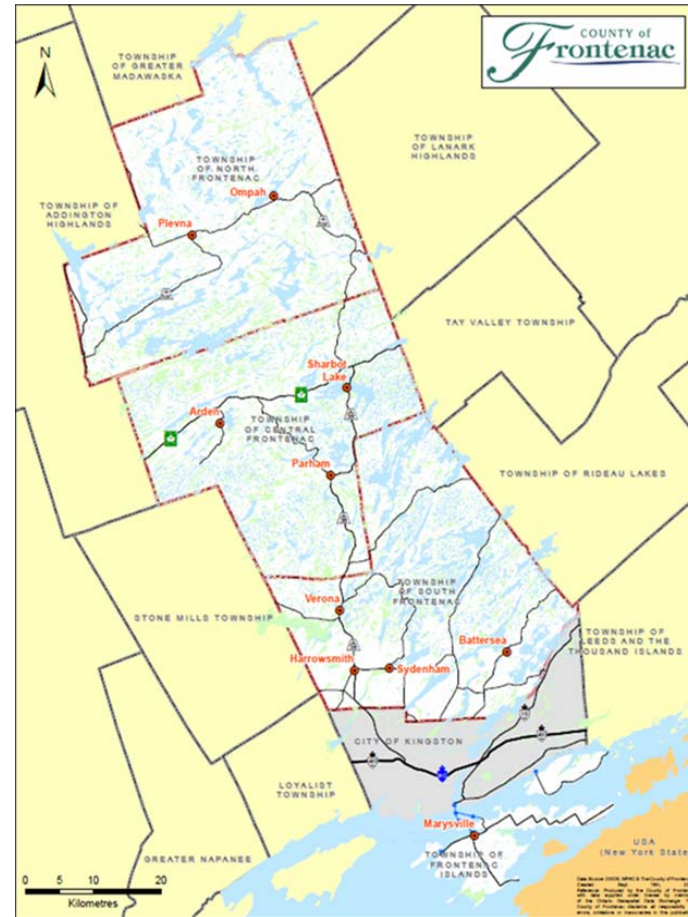 COUNTY of
Frontenac
N
TOWNSHIP
OF GREATER
MADAWASKA
TOWNSHIP
OF LANARK
HIGHLANDS
TOWNSHIP
OF NORTH
FRONTENAC
Ompah
TOWNSHIP OF
ADDINGTON
HIGHLANDS
Plevna
TAY VALLEY TOWNSHIP
Sharbot
Lake
Arden
TOWNSHIP
OF CENTRAL
FRONTENAC
Parham
TOWNSHIP OF RIDEAU LAKES
TOWNSHIP
OF SOUTH
FRONTENAC
Verona
STONE MILLS TOWNSHIP
Battersea
TOWNSHIP OF
LEEDS AND THE
THOUSAND ISLANDS
Harrowsmith
Sydenham
CITY OF KINGSTON
LOYALIST
TOWNSHIP
Marysville
USA
(New York State
GREATER NAPANEE
TOWNSHIP OF
FRONTENAC
ISLANDS
0 5 10 20
Kilometres